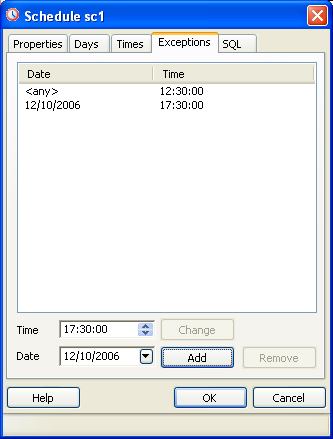 Schedule sc1
Properties Days Times Exceptions SQL
Date Time
<any> 12:30:00
12/10/2006 17:30:00
Time 17:30:00 Change
Date 12/10/2006 Add Remove
Help OK Cancel